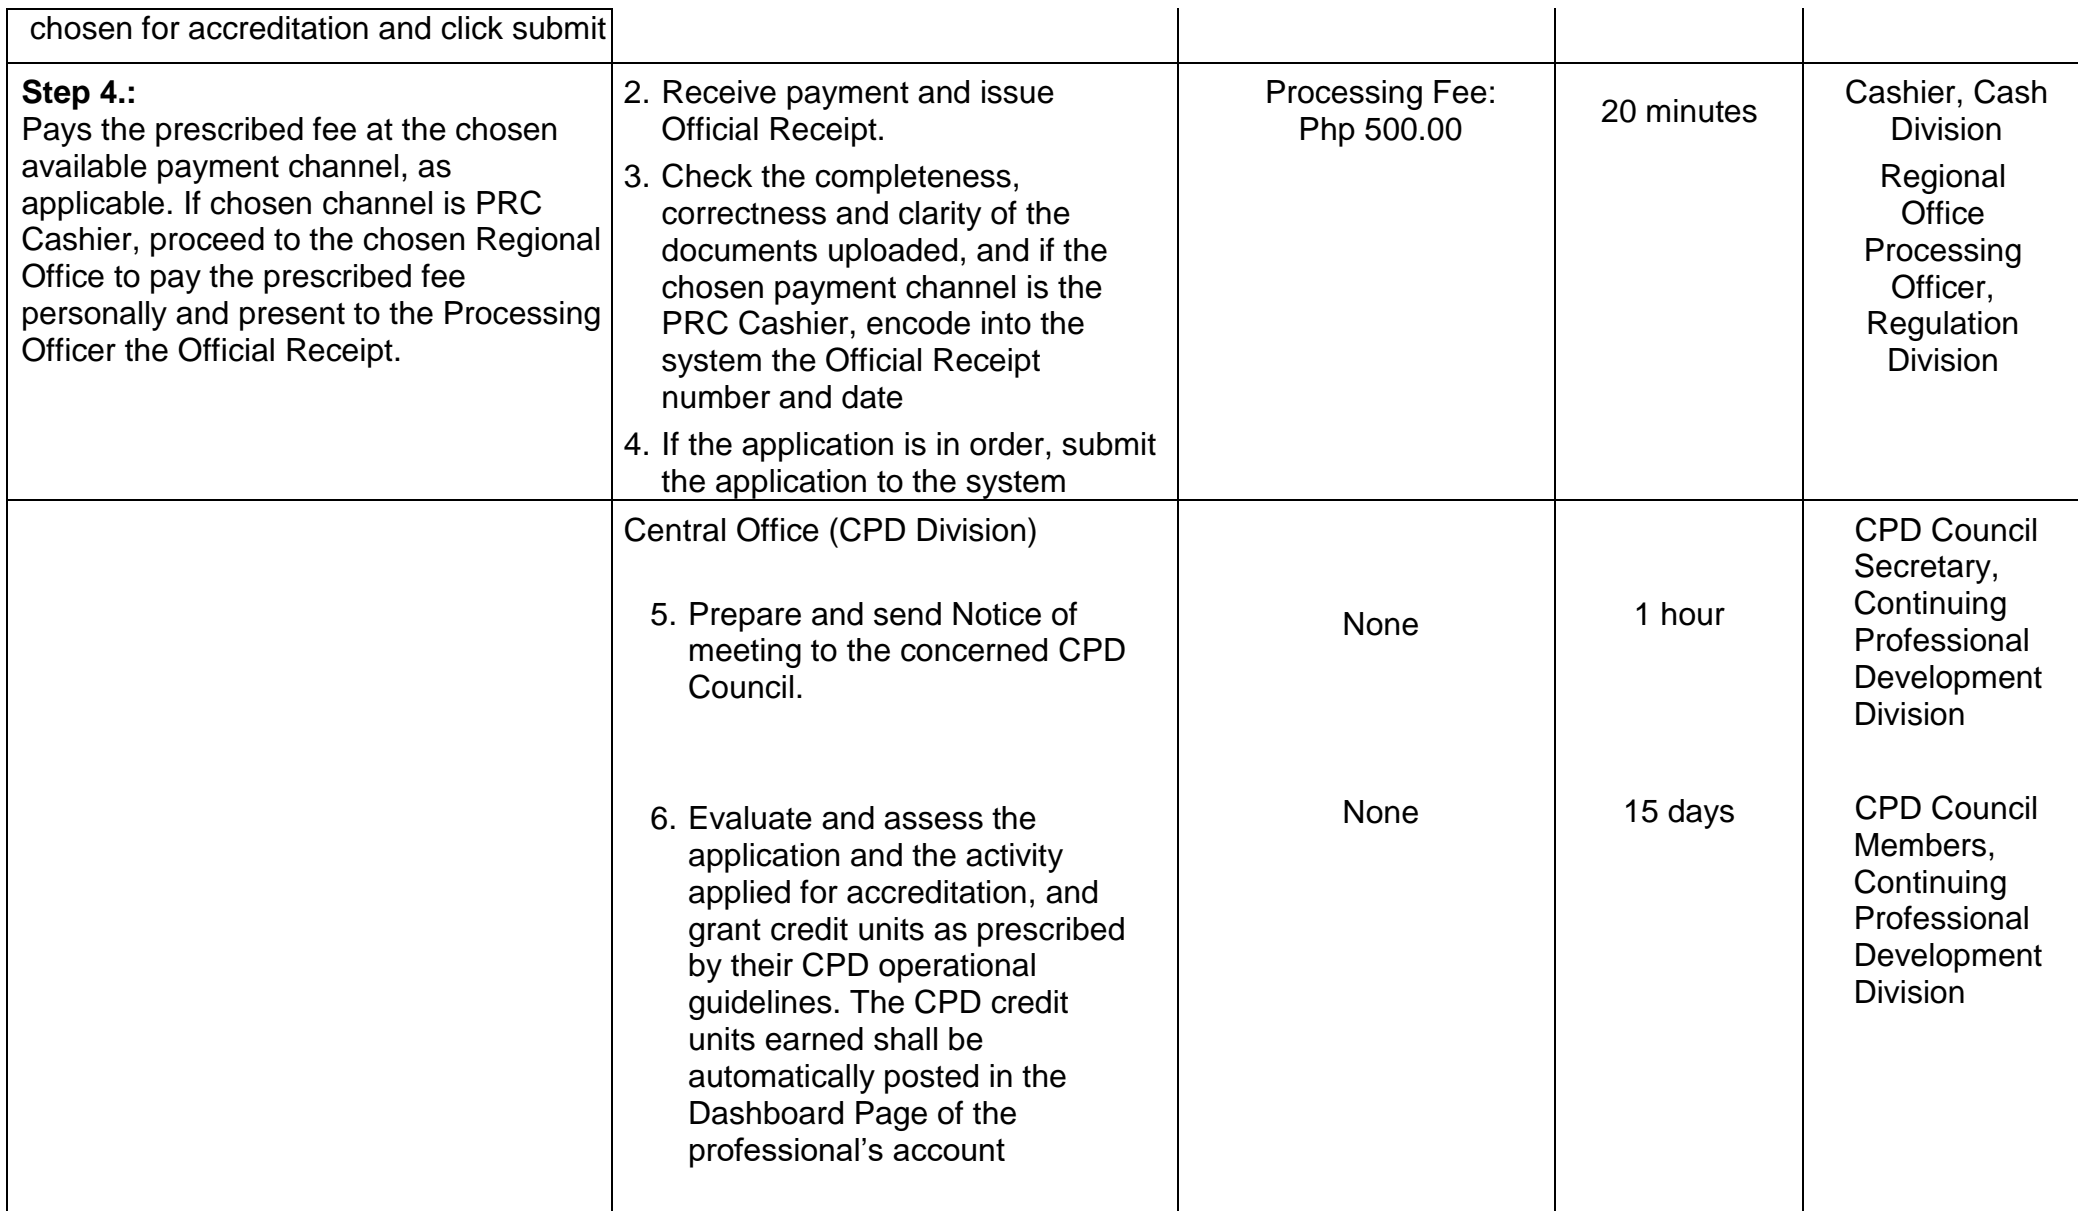 chosen for accreditation and click submit
Step 4.:
Pays the prescribed fee at the chosen
available payment channel, as
applicable. If chosen channel is PRC
Cashier, proceed to the chosen Regional
Office to pay the prescribed fee
personally and present to the Processing
Officer the Official Receipt.
2. Receive payment and issue
Official Receipt.
3. Check the completeness,
correctness and clarity of the
documents uploaded, and if the
chosen payment channel is the
PRC Cashier, encode into the
system the Official Receipt
number and date
4. If the application is in order, submit
the application to the system
Processing Fee:
Php 500.00
20 minutes
Cashier, Cash
Division
Regional
Office
Processing
Officer,
Regulation
Division
Central Office (CPD Division)
5. Prepare and send Notice of
meeting to the concerned CPD
Council.
None
1 hour
CPD Council
Secretary,
Continuing
Professional
Development
Division
6. Evaluate and assess the
application and the activity
applied for accreditation, and
grant credit units as prescribed
by their CPD operational
guidelines. The CPD credit
units earned shall be
automatically posted in the
Dashboard Page of the
professional’s account
None
15 days
CPD Council
Members,
Continuing
Professional
Development
Division